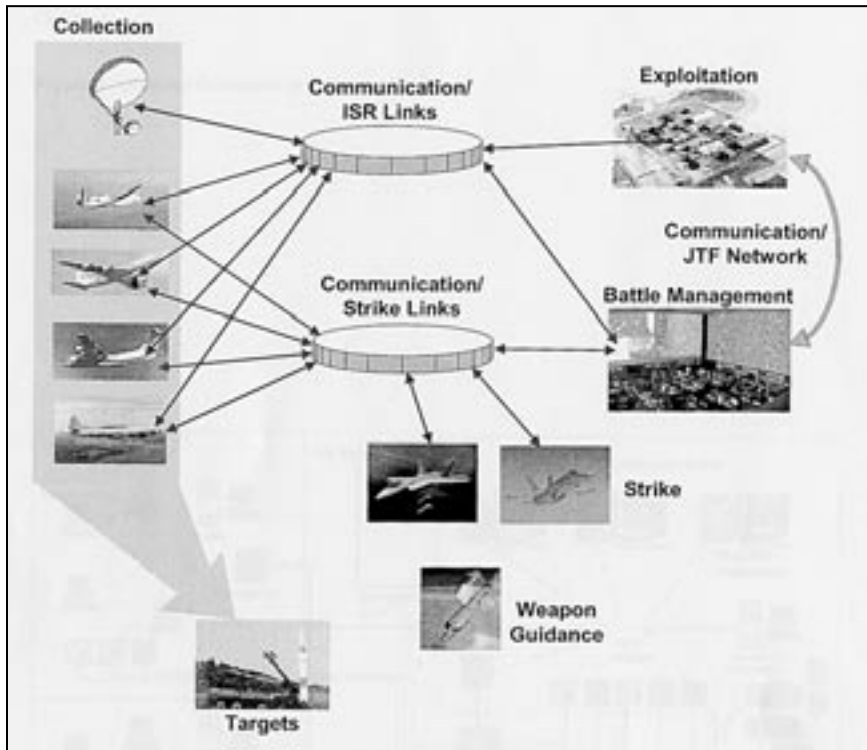 Collection
Communication/
ISR Links
Exploitation
Communication/
JTF Network
Communication/
Strike Links
Battle Management
Strike
Weapon
Guidance
Targets